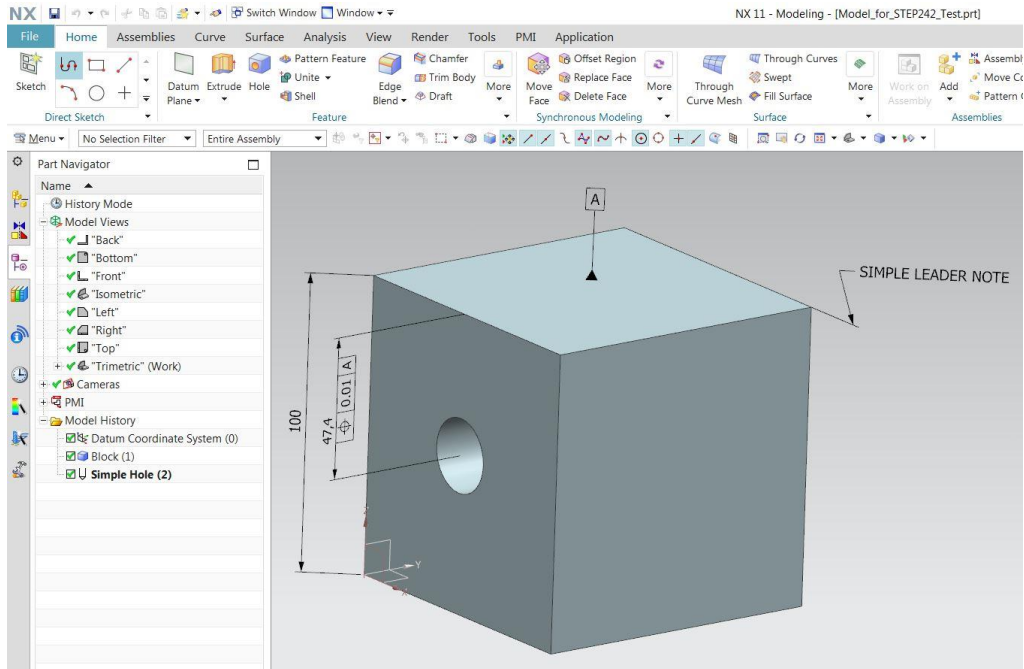 NX Switch Window Window NX 11 - Modeling - [Model_for_STEP242_Test.prt]
File Home Assemblies Curve Surface Analysis View Render Tools PMI Application
Sketch
Direct Sketch
Datum Plane
Extrude
Hole
Pattern Feature
Unite
Shell
Edge Blend
Chamfer
Trim Body
Draft
More
Feature
Move Face
Offset Region
Replace Face
Delete Face
More
Synchronous Modeling
Through Curve Mesh
Through Curves
Swept
Fill Surface
More
Surface
Work on Assembly
Add
Assembly
Move Co
Pattern C
Assemblies
Menu No Selection Filter Entire Assembly
Part Navigator
Name
History Mode
Model Views
"Back"
"Bottom"
"Front"
"Isometric"
"Left"
"Right"
"Top"
"Trimetric" (Work)
Cameras
PMI
Model History
Datum Coordinate System (0)
Block (1)
Simple Hole (2)
A
SIMPLE LEADER NOTE
100
47,4
0.01 A
Z
Y
X